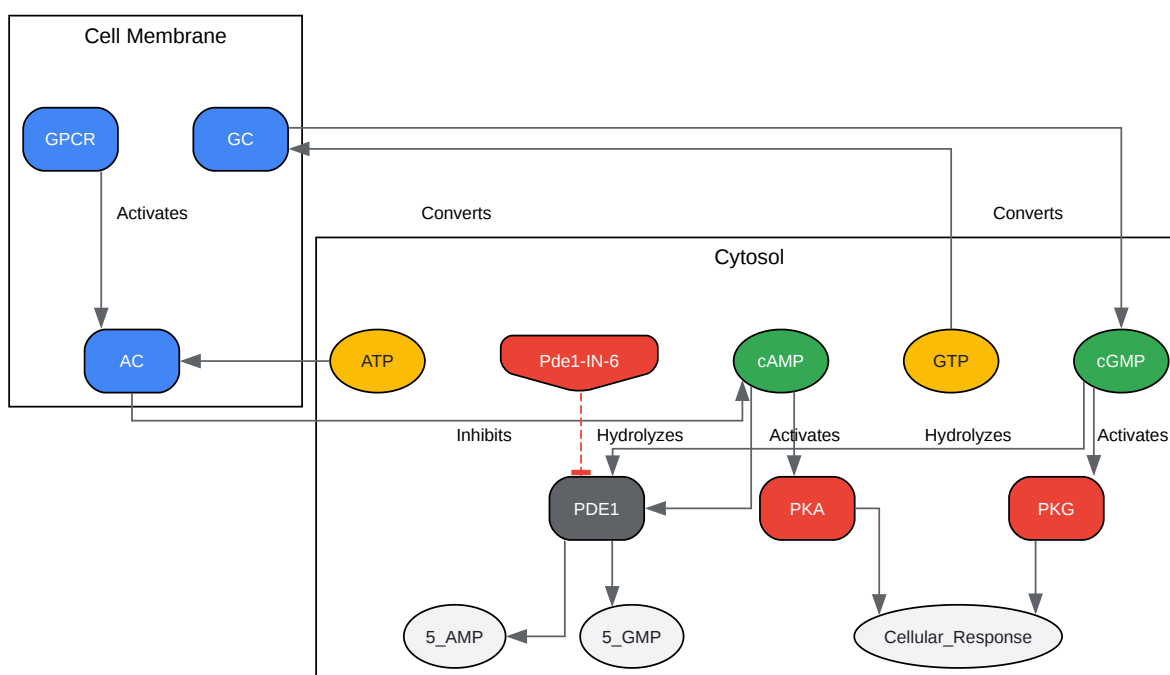 Cell Membrane
GPCR
GC
Activates
Converts
Converts
Cytosol
AC
ATP
Pde1-IN-6
cAMP
GTP
cGMP
Inhibits
Hydrolyzes
Activates
Hydrolyzes
Activates
PDE1
PKA
PKG
5_AMP
5_GMP
Cellular_Response